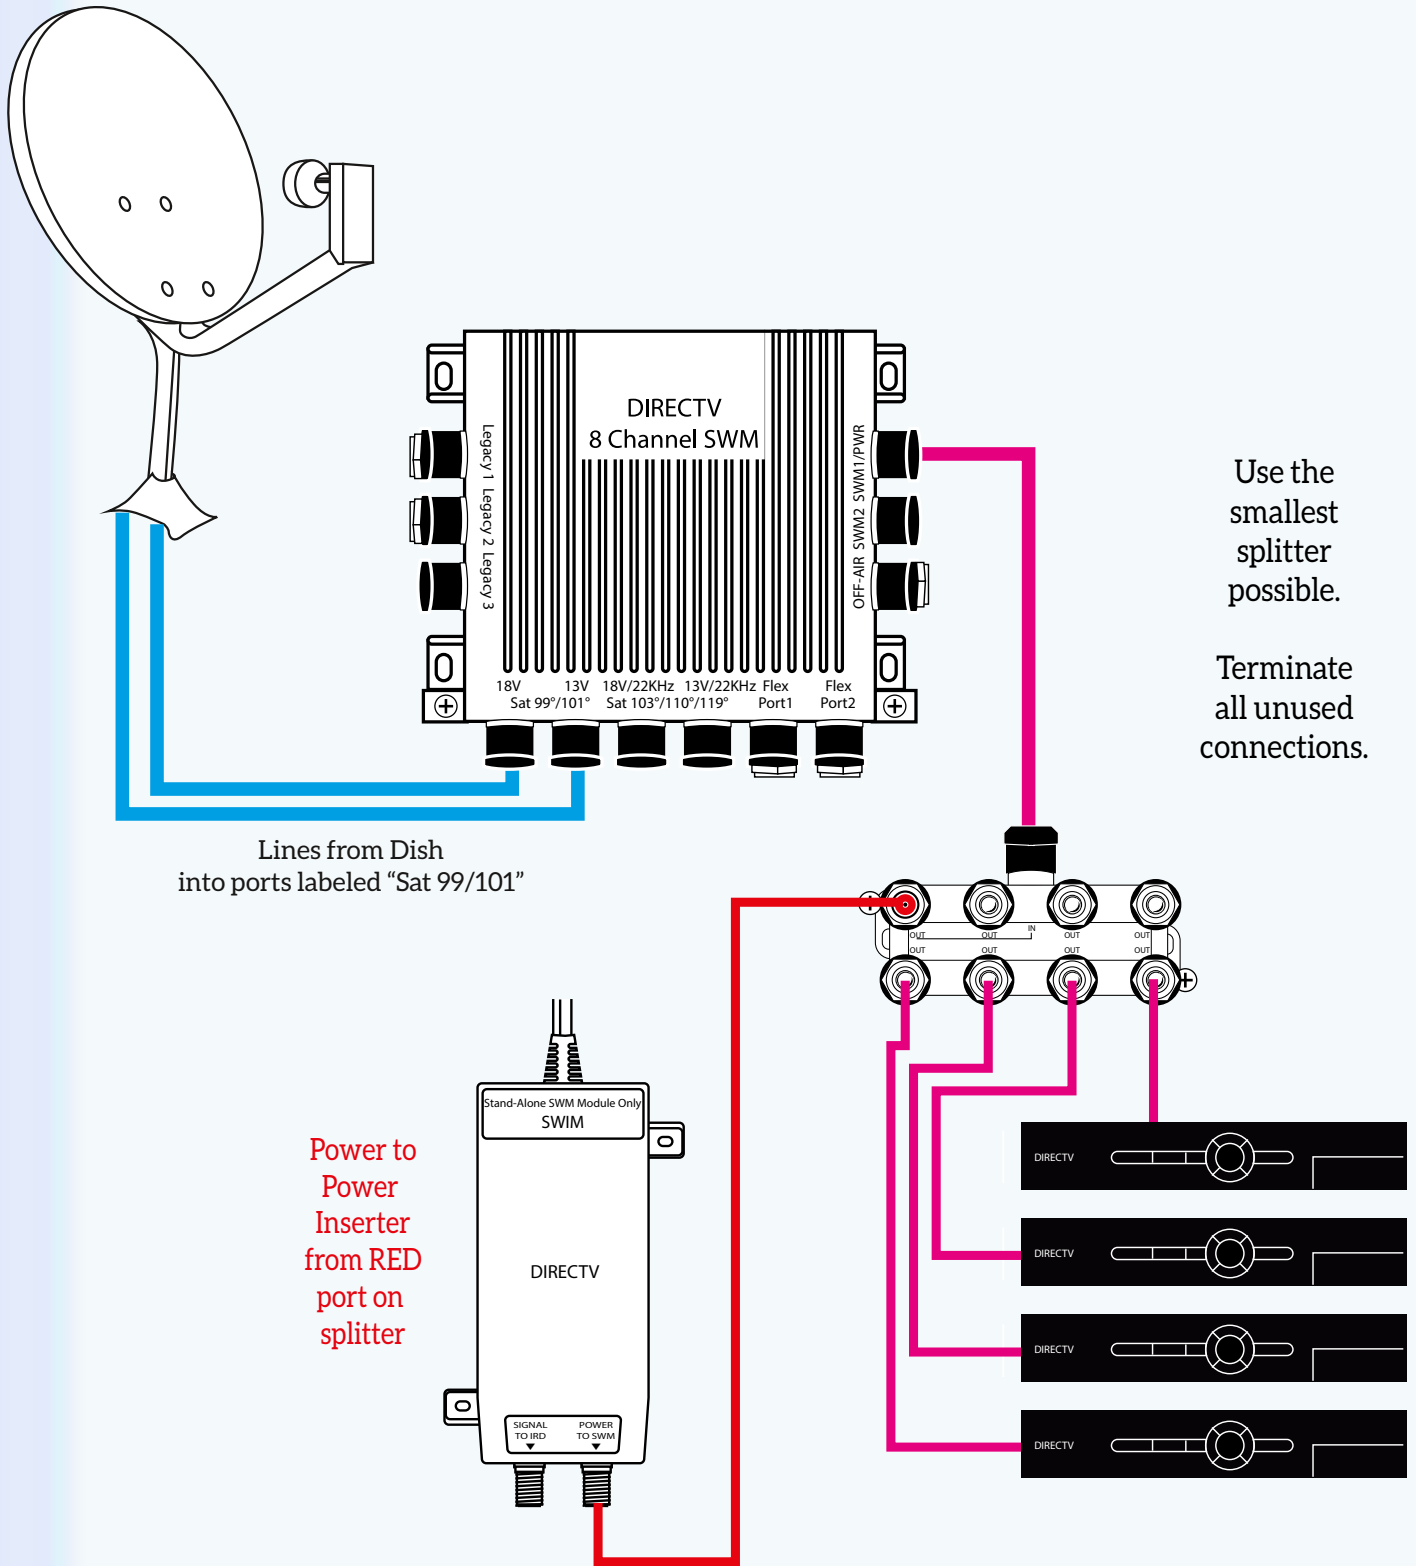 DIRECTV
8 Channel SWM
Legacy 1
Legacy 2
Legacy 3
SWM1/PWR
SWM2
OFF-AIR
18V
13V
18V/22KHz
13V/22KHz
Flex
Port1
Flex
Port2
Sat 99°/101°
Sat 103°/110°/119°
Use the
smallest
splitter
possible.
Terminate
all unused
connections.
Lines from Dish
into ports labeled “Sat 99/101”
IN
OUT
OUT
OUT
OUT
OUT
OUT
OUT
OUT
Stand-Alone SWM Module Only
SWIM
DIRECTV
SIGNAL
TO IRD
POWER
TO SWM
Power to
Power
Inserter
from RED
port on
splitter
DIRECTV
DIRECTV
DIRECTV
DIRECTV